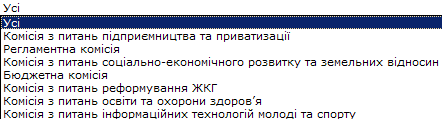 Усі
Усі
Комісія з питань підприємництва та приватизації
Регламентна комісія
Комісія з питань соціально-економічного розвитку та земельних відносин
Бюджетна комісія
Комісія з питань реформування ЖКГ
Комісія з питань освіти та охорони здоров’я
Комісія з питань інформаційних технологій молоді та спорту